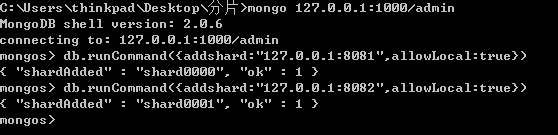 C:\Users\thinkpad\Desktop\分片>mongo 127.0.0.1:1000/admin
MongoDB shell version: 2.0.6
connecting to: 127.0.0.1:1000/admin
mongos> db.runCommand({addshard:"127.0.0.1:8081",allowLocal:true})
{ "shardAdded" : "shard0000", "ok" : 1 }
mongos> db.runCommand({addshard:"127.0.0.1:8082",allowLocal:true})
{ "shardAdded" : "shard0001", "ok" : 1 }
mongos>